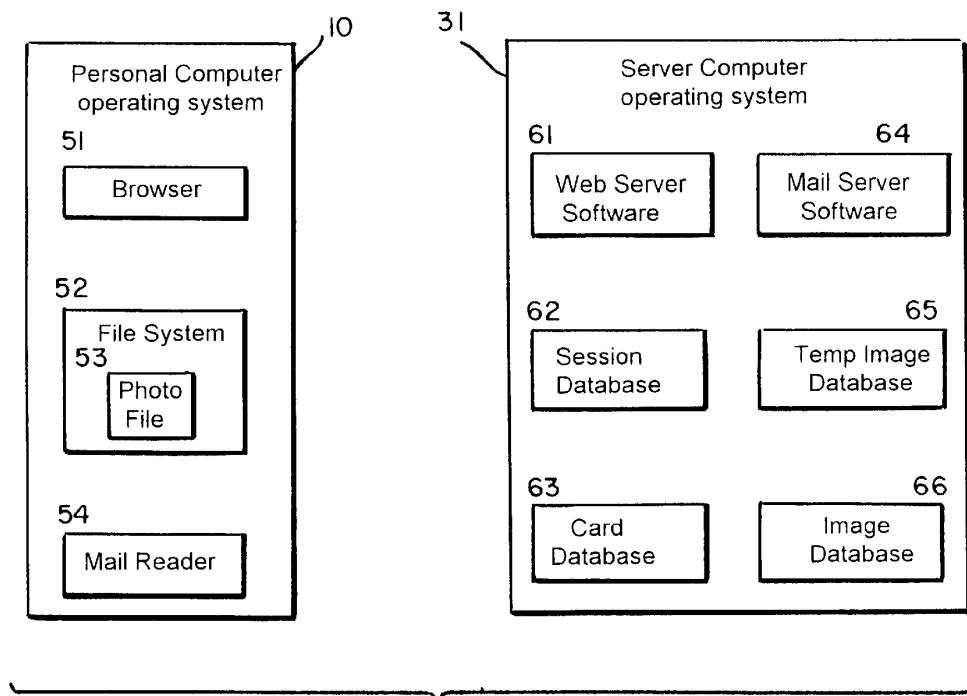 10
Personal Computer
operating system
51
Browser
52
File System
53
Photo
File
54
Mail Reader
31
Server Computer
operating system
61
Web Server
Software
64
Mail Server
Software
62
Session
Database
65
Temp Image
Database
63
Card
Database
66
Image
Database